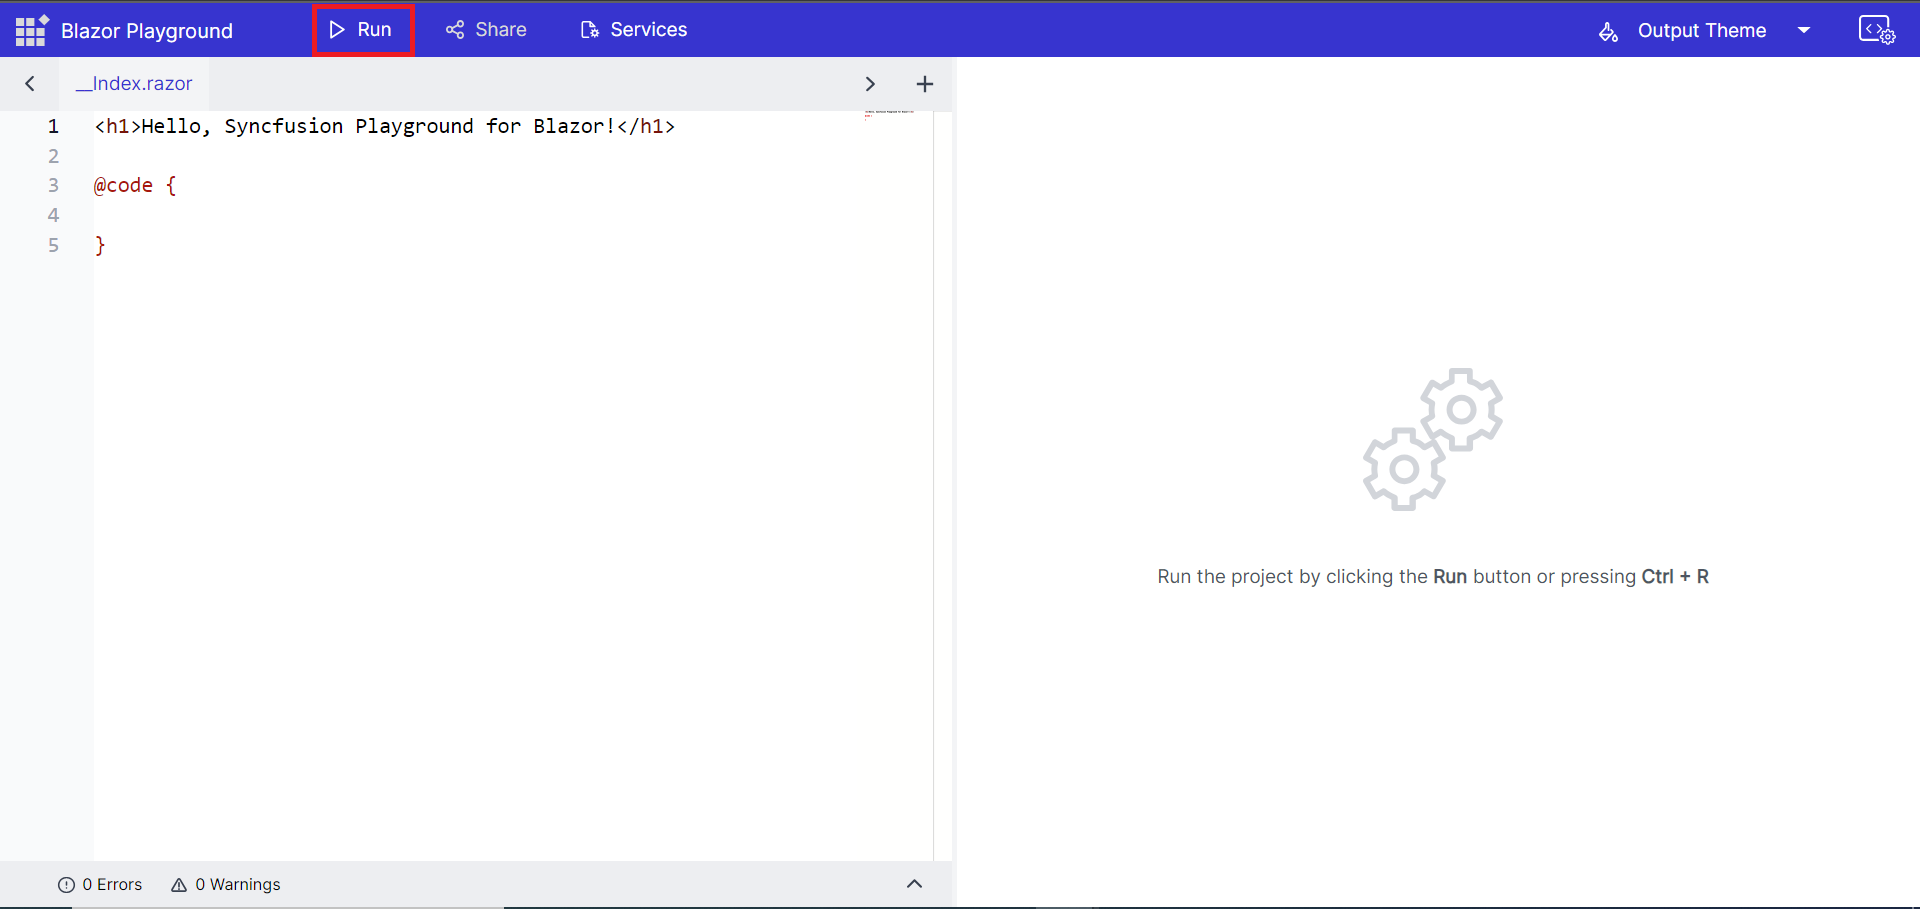 Blazor Playground Run Share Services Output Theme
__Index.razor
1 <h1>Hello, Syncfusion Playground for Blazor!</h1>
2
3 @code {
4
5 }
Run the project by clicking the Run button or pressing Ctrl + R
0 Errors 0 Warnings